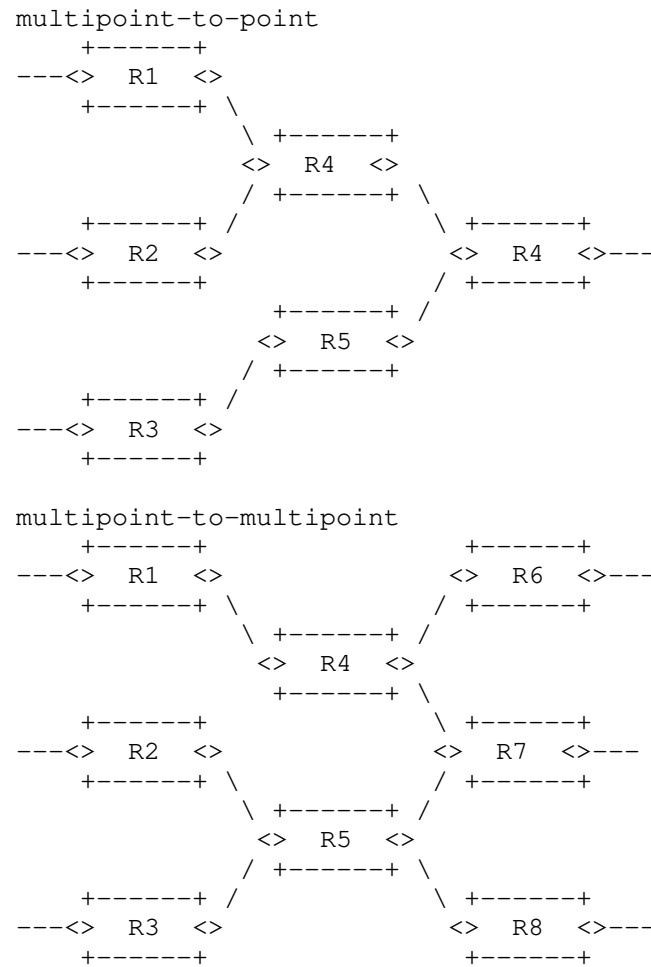 multipoint-to-point
     +------+
---<>  R1  <>
     +------+ \
               \ +------+
               <>  R4  <>
               / +------+ \
     +------+ /            \ +------+
---<>  R2  <>              <>  R4  <>---
     +------+              / +------+
                 +------+ /
                <>  R5  <>
               / +------+
     +------+ /
---<>  R3  <>
     +------+
multipoint-to-multipoint
     +------+                +------+
---<>  R1  <>              <>  R6  <>---
     +------+ \            / +------+
               \ +------+ /
                <>  R4  <>
                 +------+ \
     +------+              \ +------+
---<>  R2  <>             <>  R7  <>---
     +------+ \            / +------+
               \ +------+ /
                <>  R5  <>
               / +------+ \
     +------+ /            \ +------+
---<>  R3  <>              <>  R8  <>---
     +------+                +------+